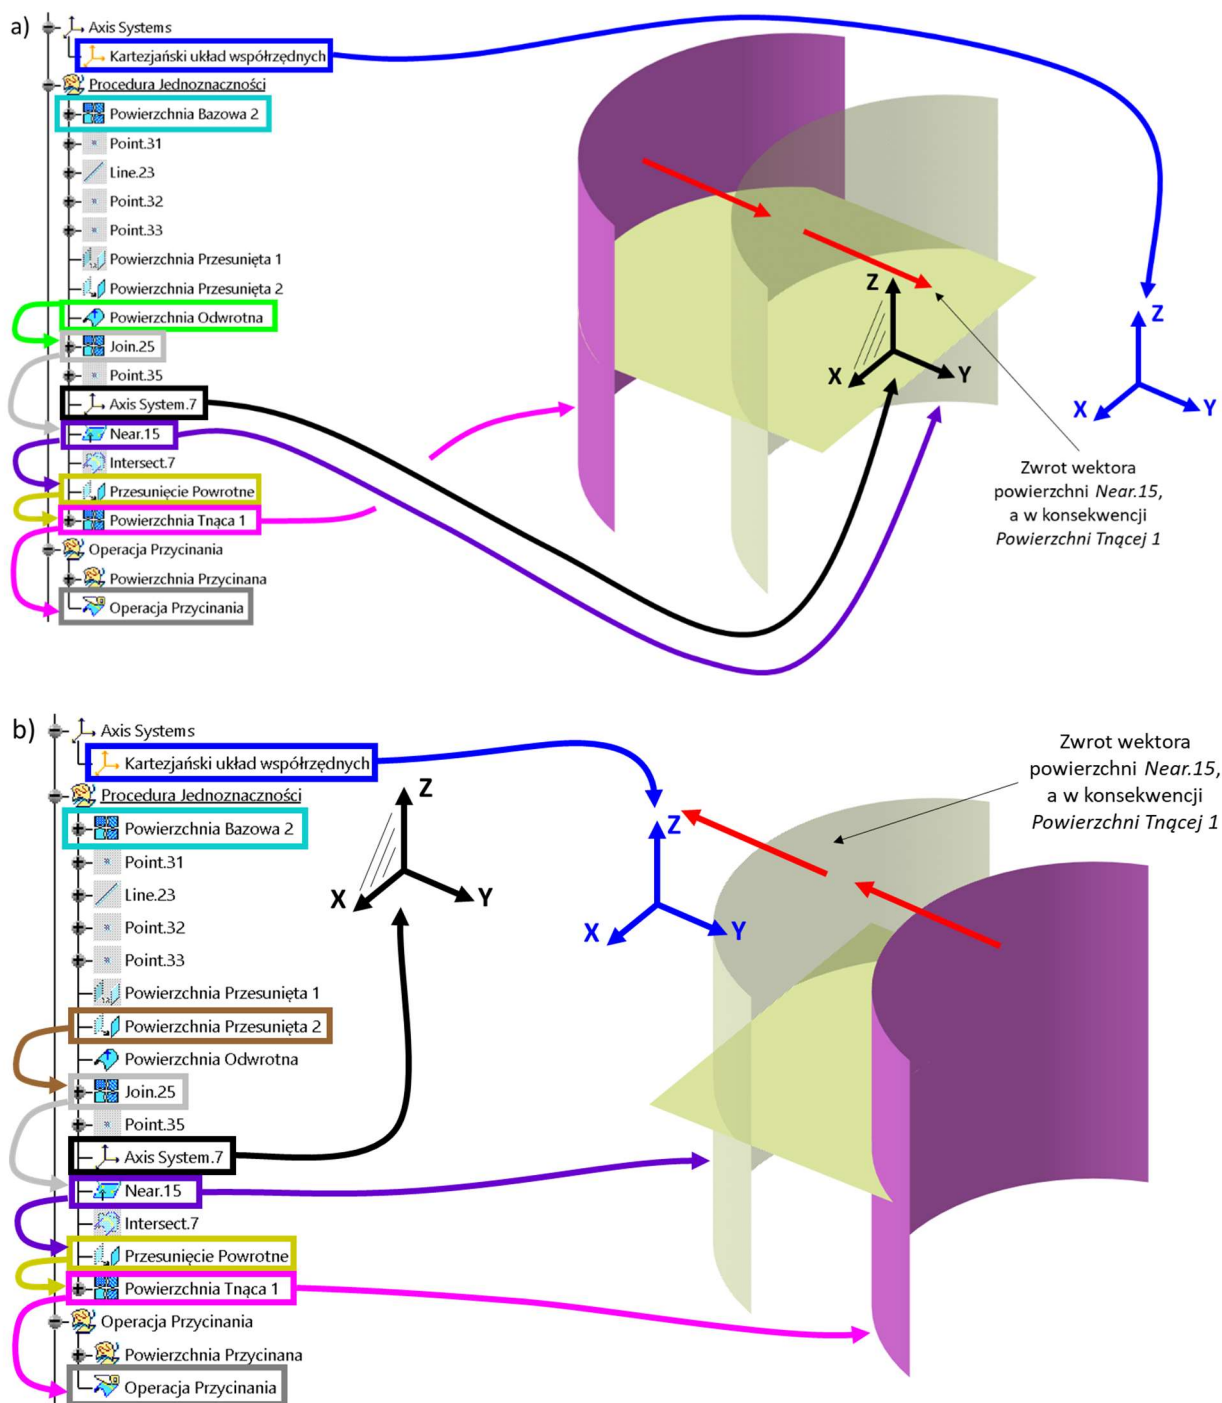 a)
Axis Systems
Kartezjański układ współrzędnych
Procedura Jednoznaczności
Powierzchnia Bazowa 2
Point.31
Line.23
Point.32
Point.33
Powierzchnia Przesunięta 1
Powierzchnia Przesunięta 2
Powierzchnia Odwrotna
Join.25
Point.35
Axis System.7
Near.15
Intersect.7
Przesunięcie Powrotne
Powierzchnia Tnąca 1
Operacja Przycinania
Powierzchnia Przycinana
Operacja Przycinania
Z
X
Y
Z
X
Y
Zwrot wektora
powierzchni Near.15,
a w konsekwencji
Powierzchni Tnącej 1
b)
Axis Systems
Kartezjański układ współrzędnych
Procedura Jednoznaczności
Powierzchnia Bazowa 2
Point.31
Line.23
Point.32
Point.33
Powierzchnia Przesunięta 1
Powierzchnia Przesunięta 2
Powierzchnia Odwrotna
Join.25
Point.35
Axis System.7
Near.15
Intersect.7
Przesunięcie Powrotne
Powierzchnia Tnąca 1
Operacja Przycinania
Powierzchnia Przycinana
Operacja Przycinania
Z
X
Y
Z
X
Y
Zwrot wektora
powierzchni Near.15,
a w konsekwencji
Powierzchni Tnącej 1